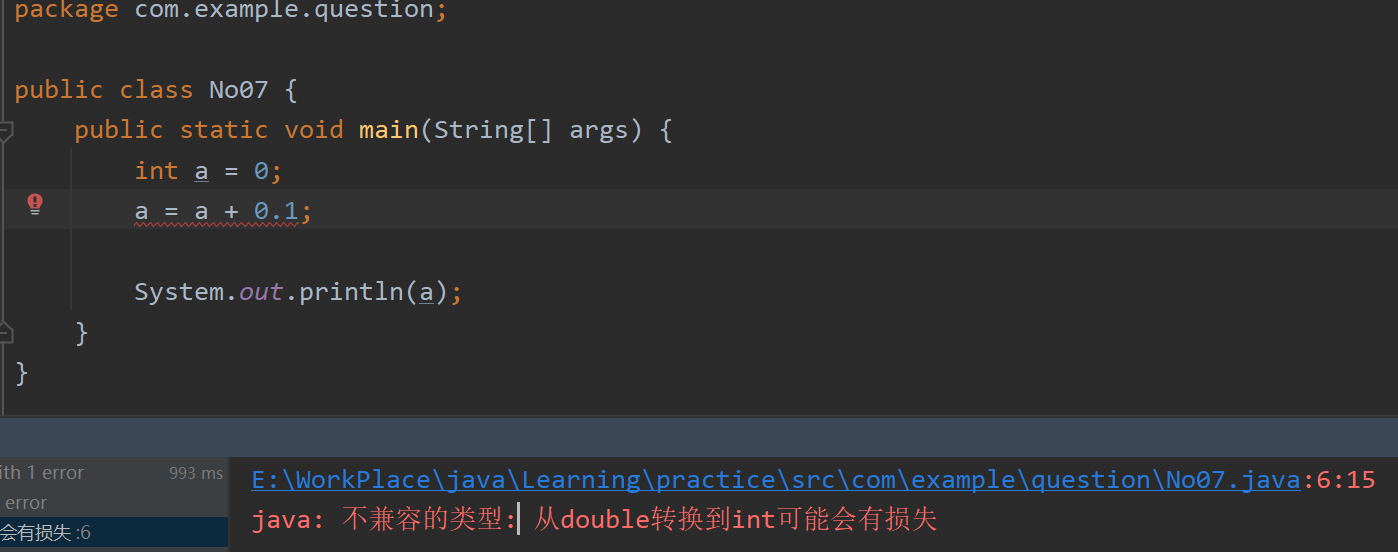 package com.example.question;
public class No07 {
public static void main(String[] args) {
int a = 0;
a = a + 0.1;
System.out.println(a);
}
}
ith 1 error 993 ms
error
会有损失 :6
E:\WorkPlace\java\Learning\practice\src\com\example\question\No07.java:6:15
java: 不兼容的类型: 从double转换到int可能会有损失